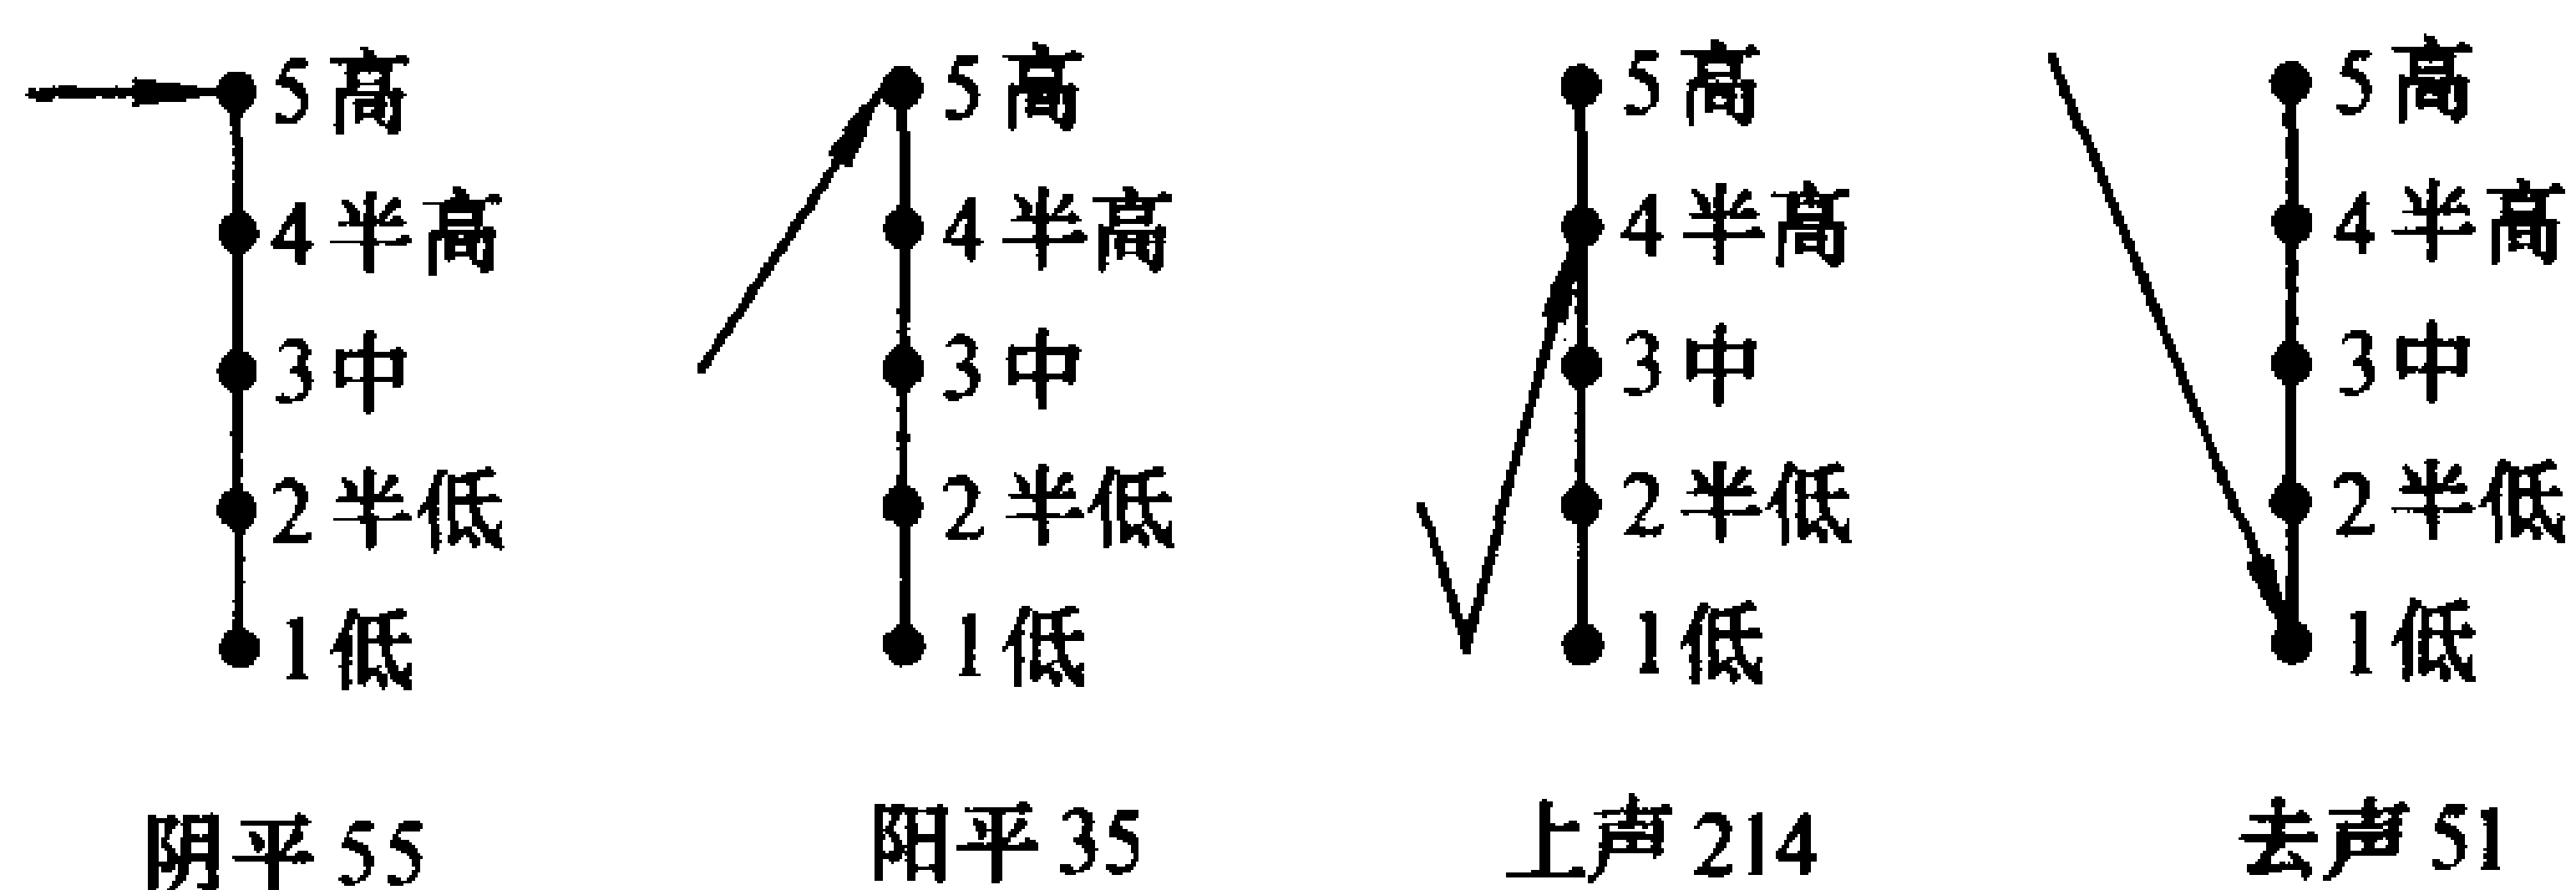 5高 5高 5高 5高
4半高 4半高 4半高 4半高
3中 3中 3中 3中
2半低 2半低 2半低 2半低
1低 1低 1低 1低
阴平55 阳平35 上声214 去声51